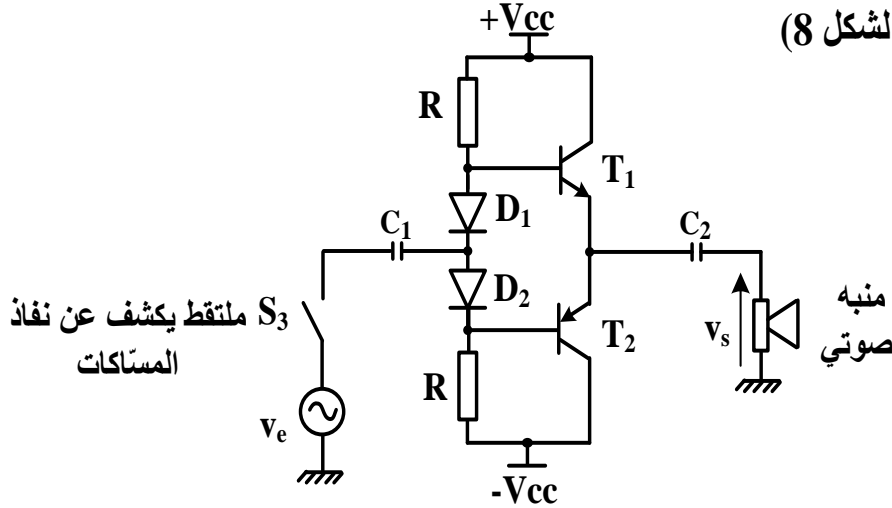 لشكل 8)
+Vcc
R
T₁
D₁
C₁
C₂
D₂
S₃ ملتقط يكشف عن نفاذ
المسّاكات
T₂
vₛ
منبه
صوتي
R
vₑ
-Vcc